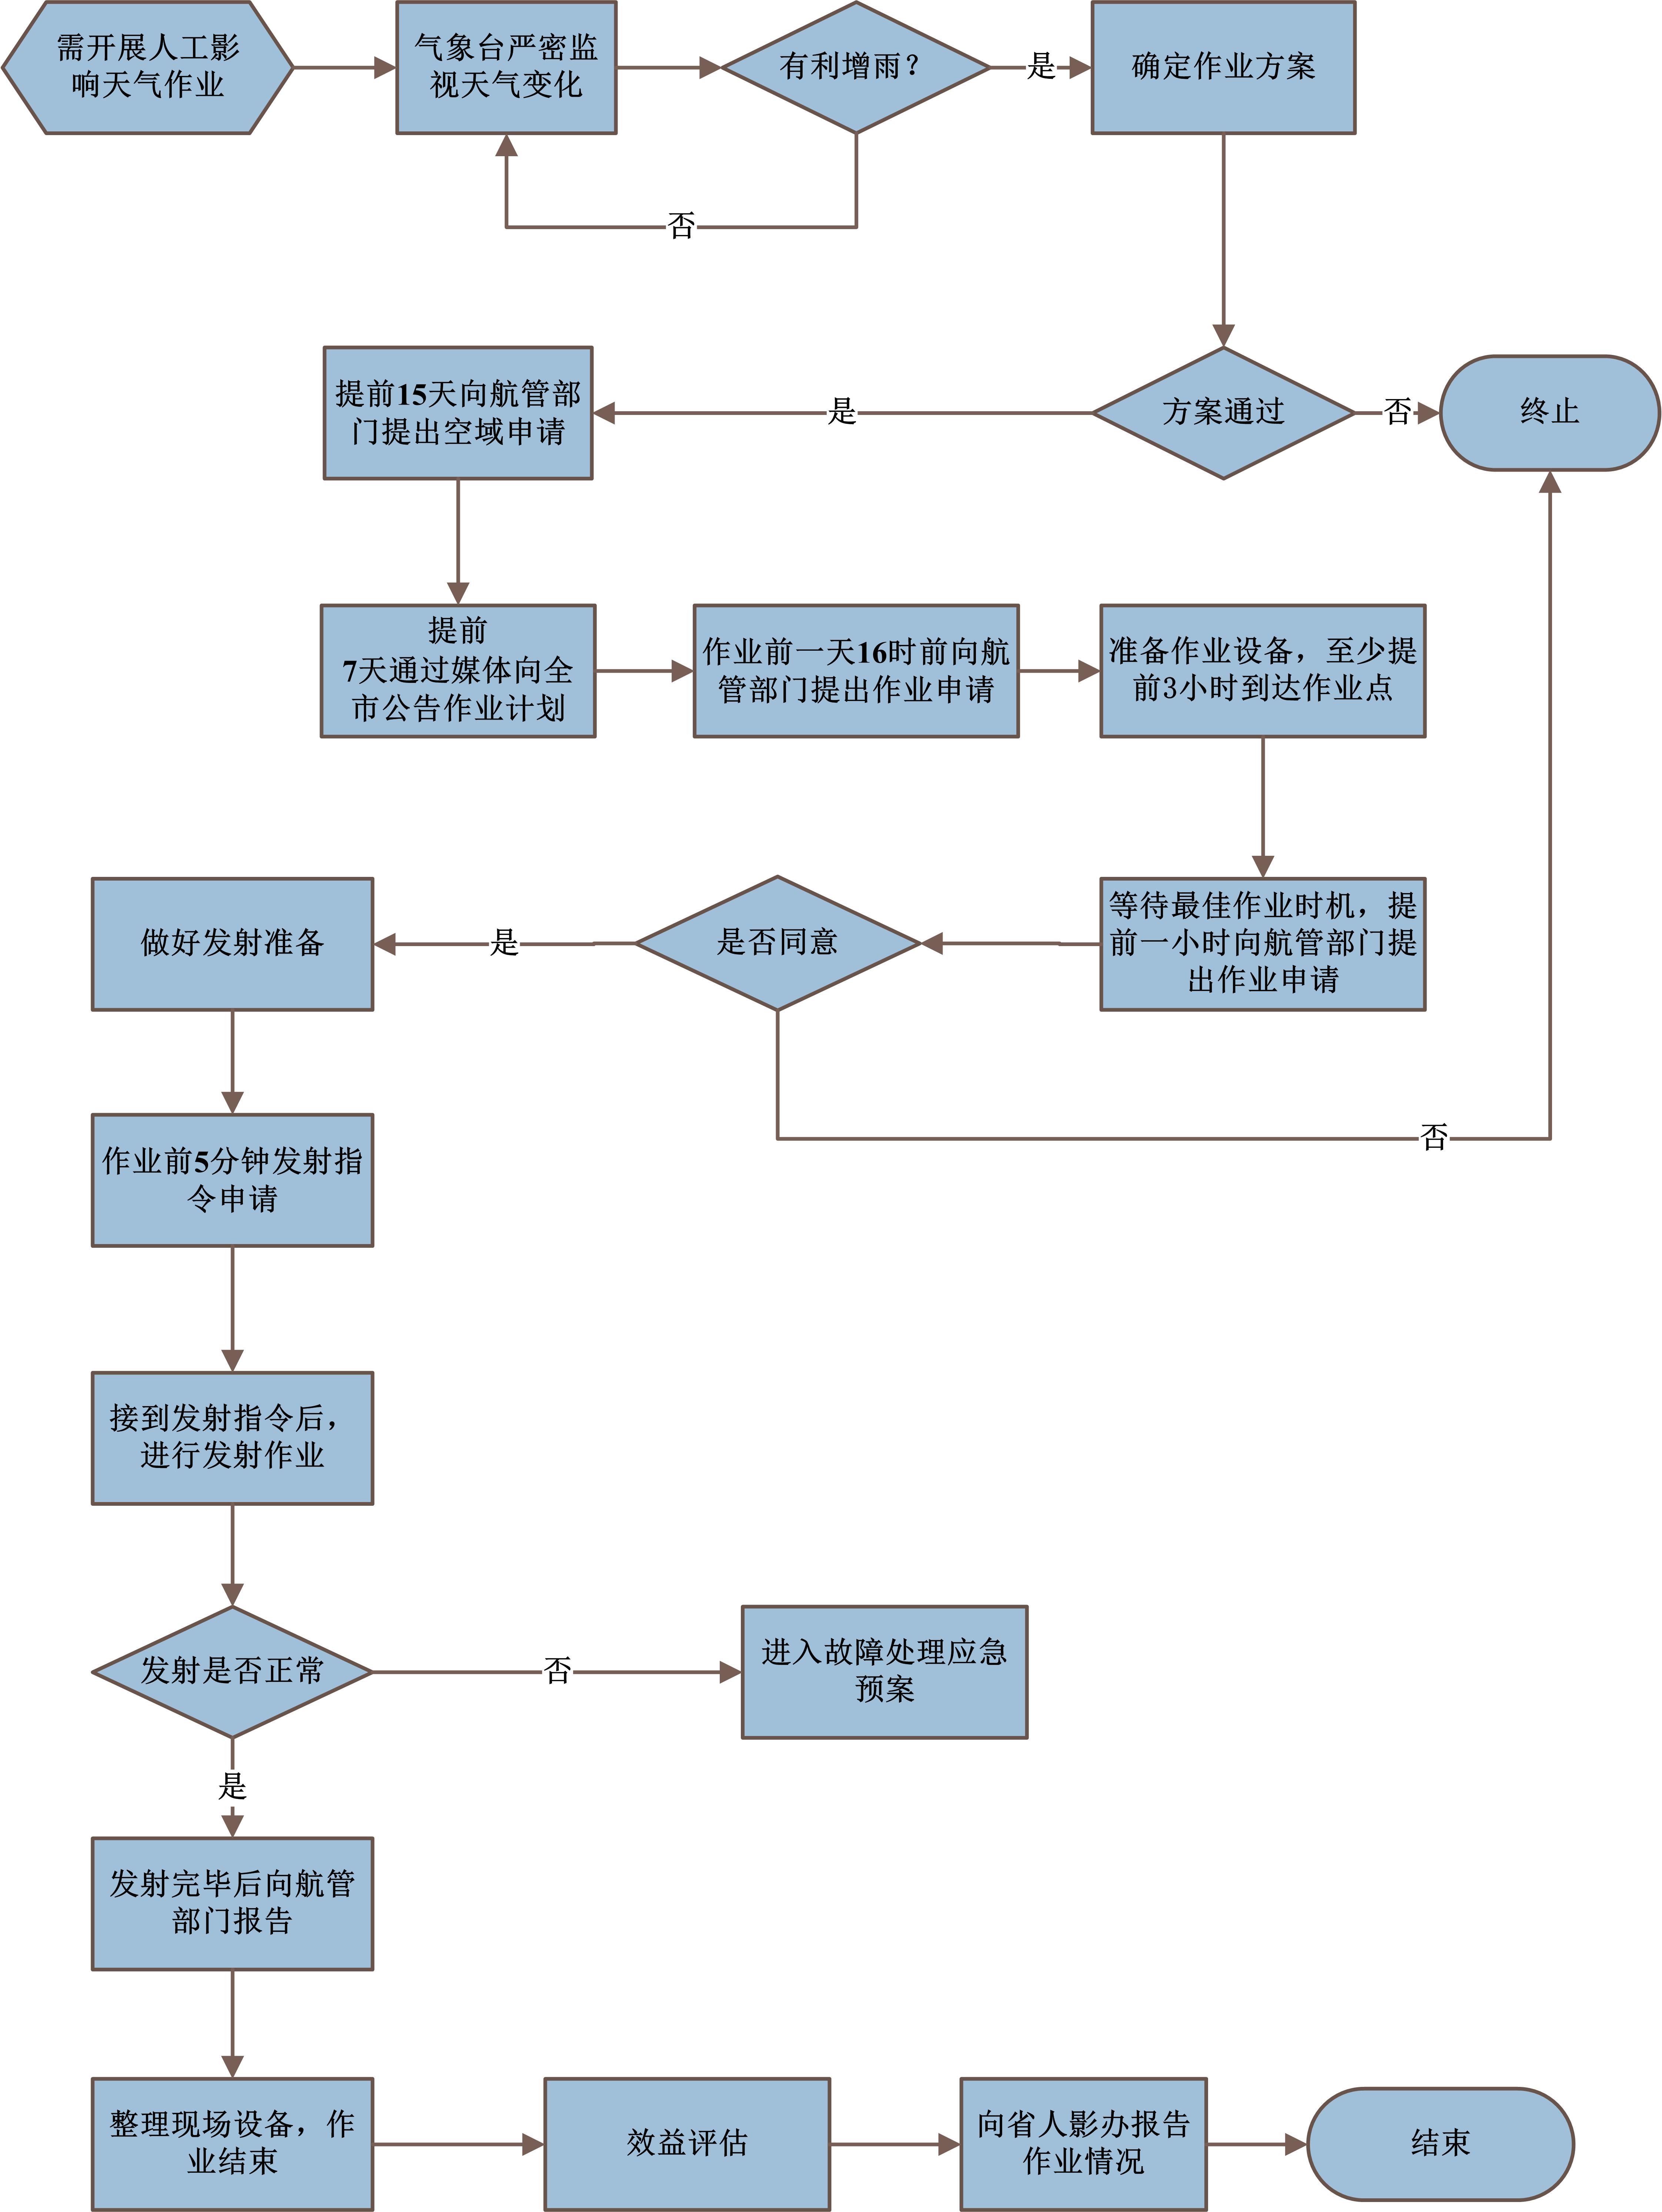 需开展人工影
响天气作业
气象台严密监
视天气变化
有利增雨？
是
确定作业方案
否
提前15天向航管部
门提出空域申请
是
方案通过
否
终止
提前
7天通过媒体向全
市公告作业计划
作业前一天16时前向航
管部门提出作业申请
准备作业设备，至少提
前3小时到达作业点
做好发射准备
是
是否同意
等待最佳作业时机，提
前一小时向航管部门提
出作业申请
否
作业前5分钟发射指
令申请
接到发射指令后，
进行发射作业
发射是否正常
否
进入故障处理应急
预案
是
发射完毕后向航管
部门报告
整理现场设备，作
业结束
效益评估
向省人影办报告
作业情况
结束